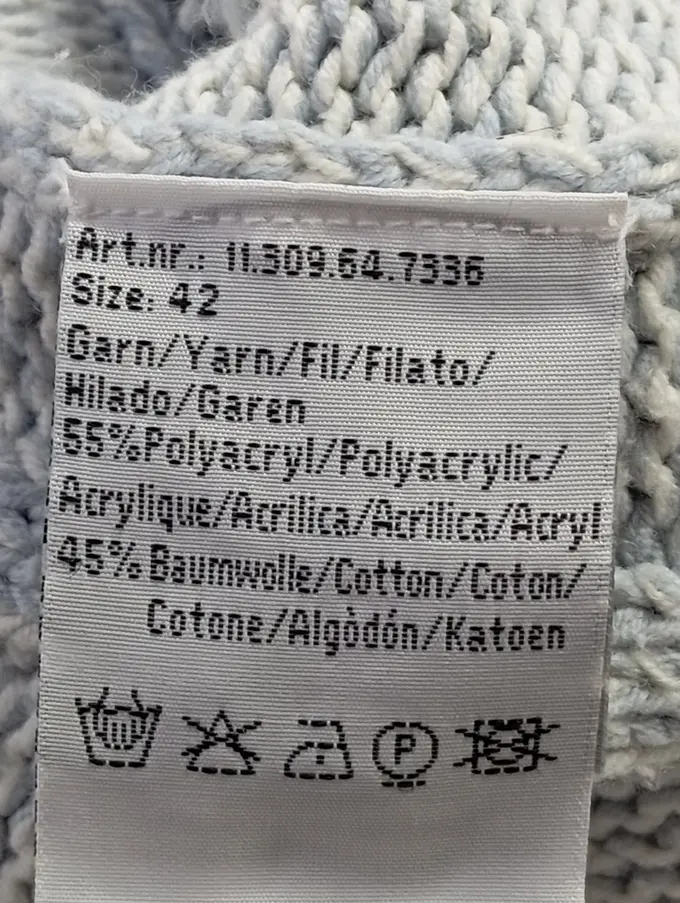 Art.nr.: 11.309.64.7336
Size: 42
Garn/Yarn/Fil/Filato/
Hilado/Garen
55%Polyacryl/Polyacrylic/
Acrylique/Acrilica/Acrilica/Acryl
45%Baumwolle/Cotton/Coton/
Cotone/Algòdón/Katoen
P